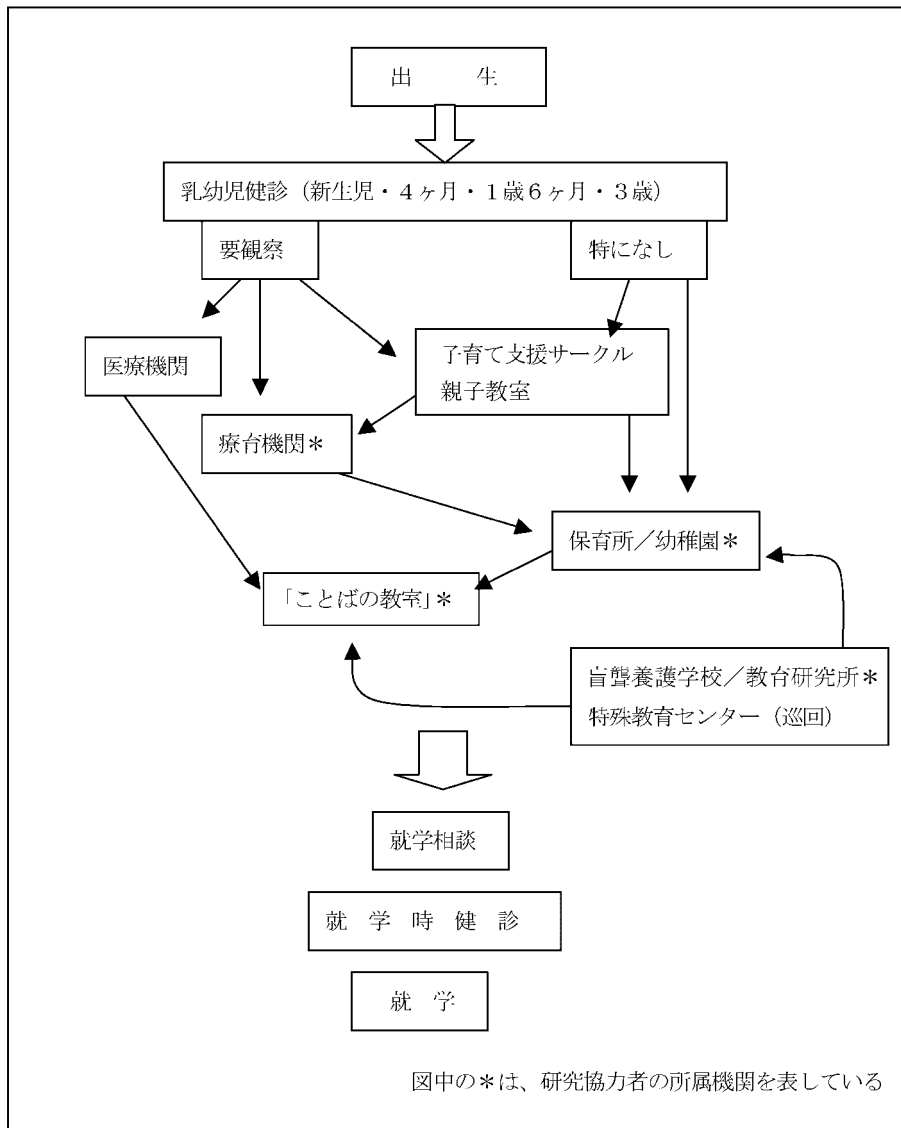 出　　生
乳幼児健診（新生児・４ヶ月・１歳６ヶ月・３歳）
要観察
特になし
医療機関
子育て支援サークル
親子教室
療育機関＊
保育所／幼稚園＊
「ことばの教室」＊
盲聾養護学校／教育研究所＊
特殊教育センター（巡回）
就学相談
就　学　時　健　診
就　学
図中の＊は、研究協力者の所属機関を表している